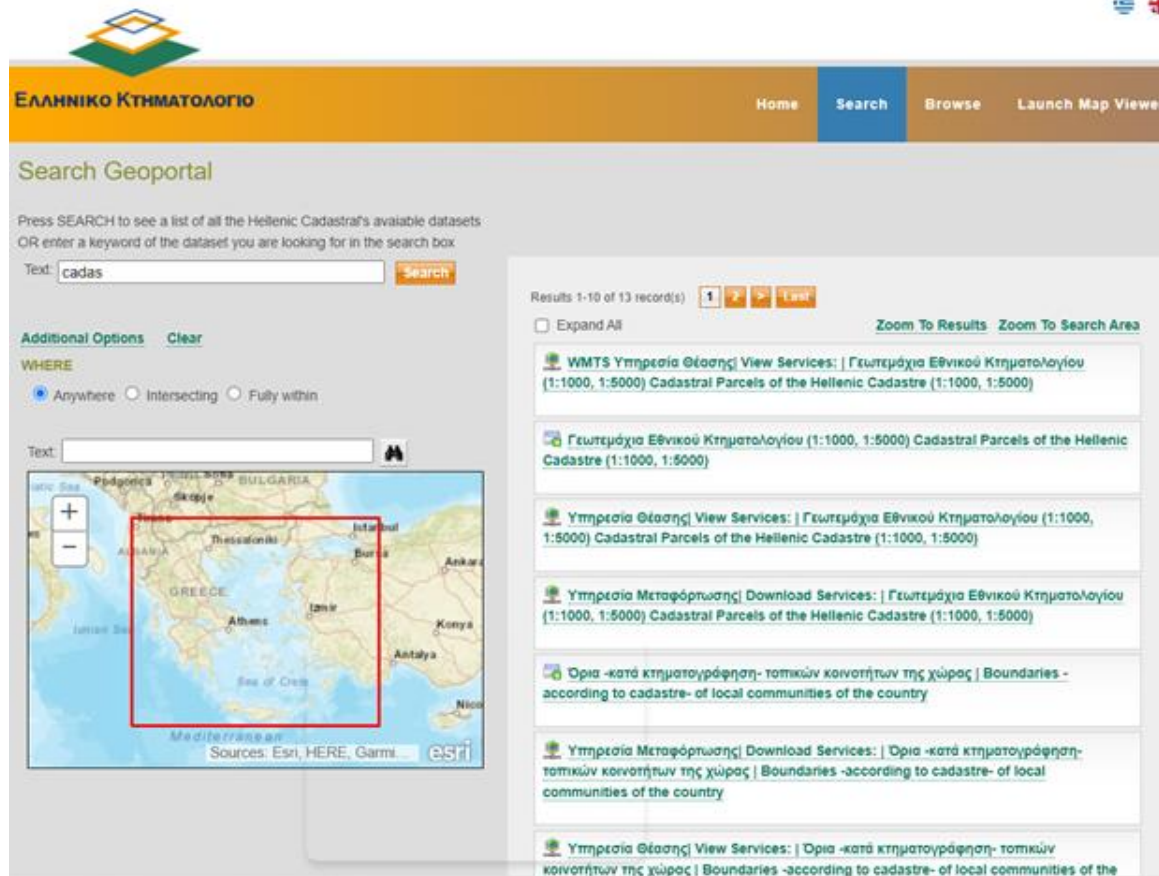 ΕΛΛΗΝΙΚΟ ΚΤΗΜΑΤΟΛΟΓΙΟ
Home Search Browse Launch Map Viewe
Search Geoportal
Press SEARCH to see a list of all the Hellenic Cadastral's avaiable datasets
OR enter a keyword of the dataset you are looking for in the search box
Text: cadas Search
Additional Options Clear
WHERE
Anywhere Intersecting Fully within
Text:
Podgorica
BULGARIA
Skopje
Tirana
Istanbul
Thessaloniki
ALBANIA
Bursa
Ankara
GREECE
Izmir
Athens
Konya
Ionian Sea
Antalya
Sea of Crete
Nico
Mediterranean
Sources: Esri, HERE, Garmi... esri
Results 1-10 of 13 record(s) 1 2 > Last
Expand All Zoom To Results Zoom To Search Area
WMTS Υπηρεσία Θέασης| View Services: | Γεωτεμάχια Εθνικού Κτηματολογίου
(1:1000, 1:5000) Cadastral Parcels of the Hellenic Cadastre (1:1000, 1:5000)
Γεωτεμάχια Εθνικού Κτηματολογίου (1:1000, 1:5000) Cadastral Parcels of the Hellenic
Cadastre (1:1000, 1:5000)
Υπηρεσία Θέασης| View Services: | Γεωτεμάχια Εθνικού Κτηματολογίου (1:1000,
1:5000) Cadastral Parcels of the Hellenic Cadastre (1:1000, 1:5000)
Υπηρεσία Μεταφόρτωσης| Download Services: | Γεωτεμάχια Εθνικού Κτηματολογίου
(1:1000, 1:5000) Cadastral Parcels of the Hellenic Cadastre (1:1000, 1:5000)
Όρια -κατά κτηματογράφηση- τοπικών κοινοτήτων της χώρας | Boundaries -
according to cadastre- of local communities of the country
Υπηρεσία Μεταφόρτωσης| Download Services: | Όρια -κατά κτηματογράφηση-
τοπικών κοινοτήτων της χώρας | Boundaries -according to cadastre- of local
communities of the country
Υπηρεσία Θέασης| View Services: | Όρια -κατά κτηματογράφηση- τοπικών
κοινοτήτων της χώρας | Boundaries -according to cadastre- of local communities of the